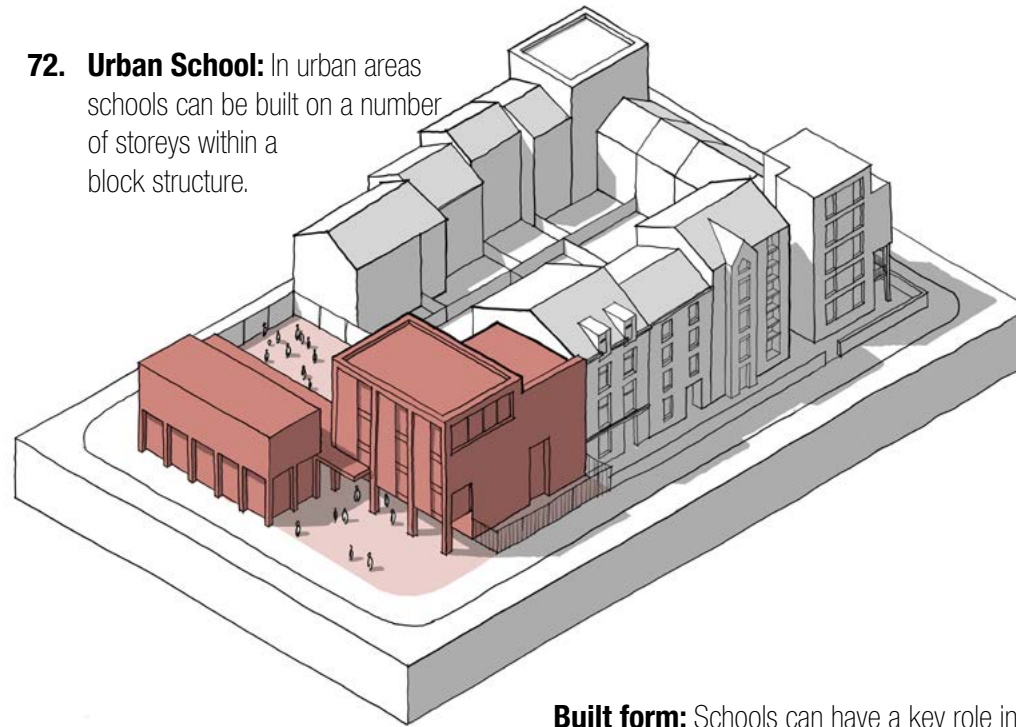 72. Urban School: In urban areas
schools can be built on a number
of storeys within a
block structure.
Built form: Schools can have a key role in